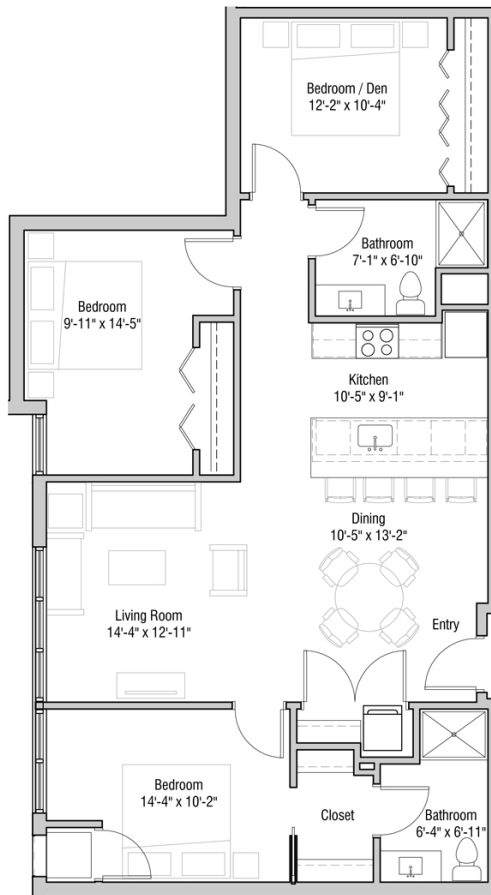 Bedroom / Den
12'-2" x 10'-4"
Bathroom
7'-1" x 6'-10"
Bedroom
9'-11" x 14'-5"
Kitchen
10'-5" x 9'-1"
Dining
10'-5" x 13'-2"
Living Room
14'-4" x 12'-11"
Entry
Bedroom
14'-4" x 10'-2"
Closet
Bathroom
6'-4" x 6'-11"